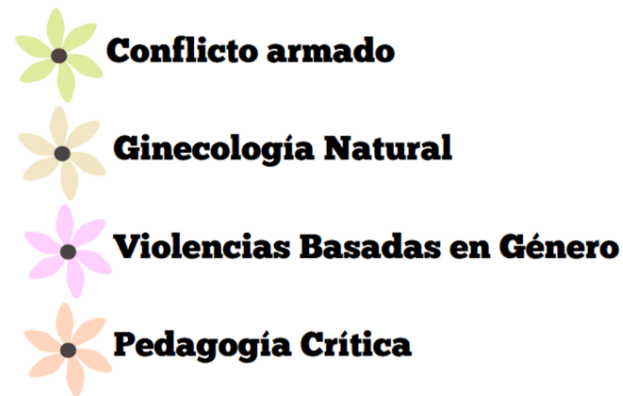 Conflicto armado
Ginecología Natural
Violencias Basadas en Género
Pedagogía Crítica